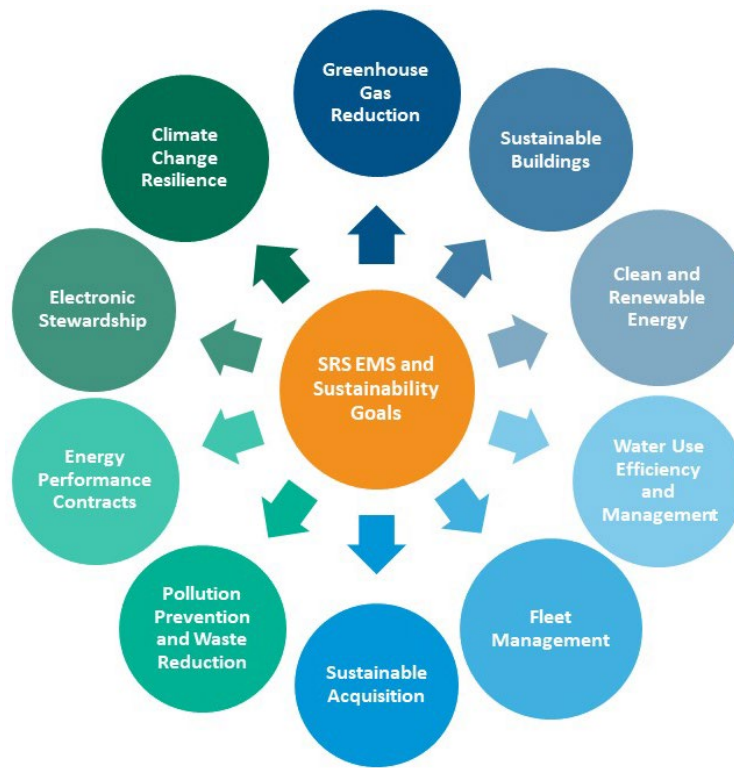 Greenhouse
Gas
Reduction
Sustainable
Buildings
Clean and
Renewable
Energy
Water Use
Efficiency
and
Management
Fleet
Management
Sustainable
Acquisition
Pollution
Prevention
and Waste
Reduction
Energy
Performance
Contracts
Electronic
Stewardship
Climate
Change
Resilience
SRS EMS and
Sustainability
Goals